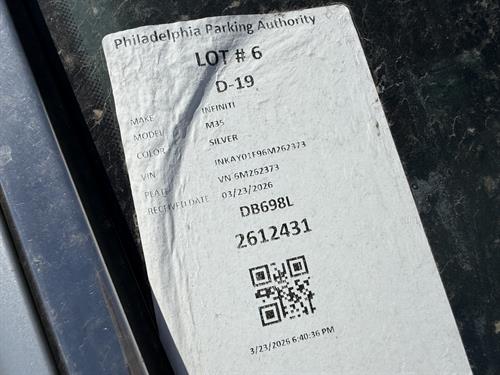 Philadelphia Parking Authority
LOT # 6
D-19
MAKE INFINITI
MODEL M35
COLOR SILVER
VIN JNKAY01F96M262373
PLATE VN 6M262373
RECEIVED DATE 03/23/2026
DB698L
2612431
3/23/2026 6:40:36 PM